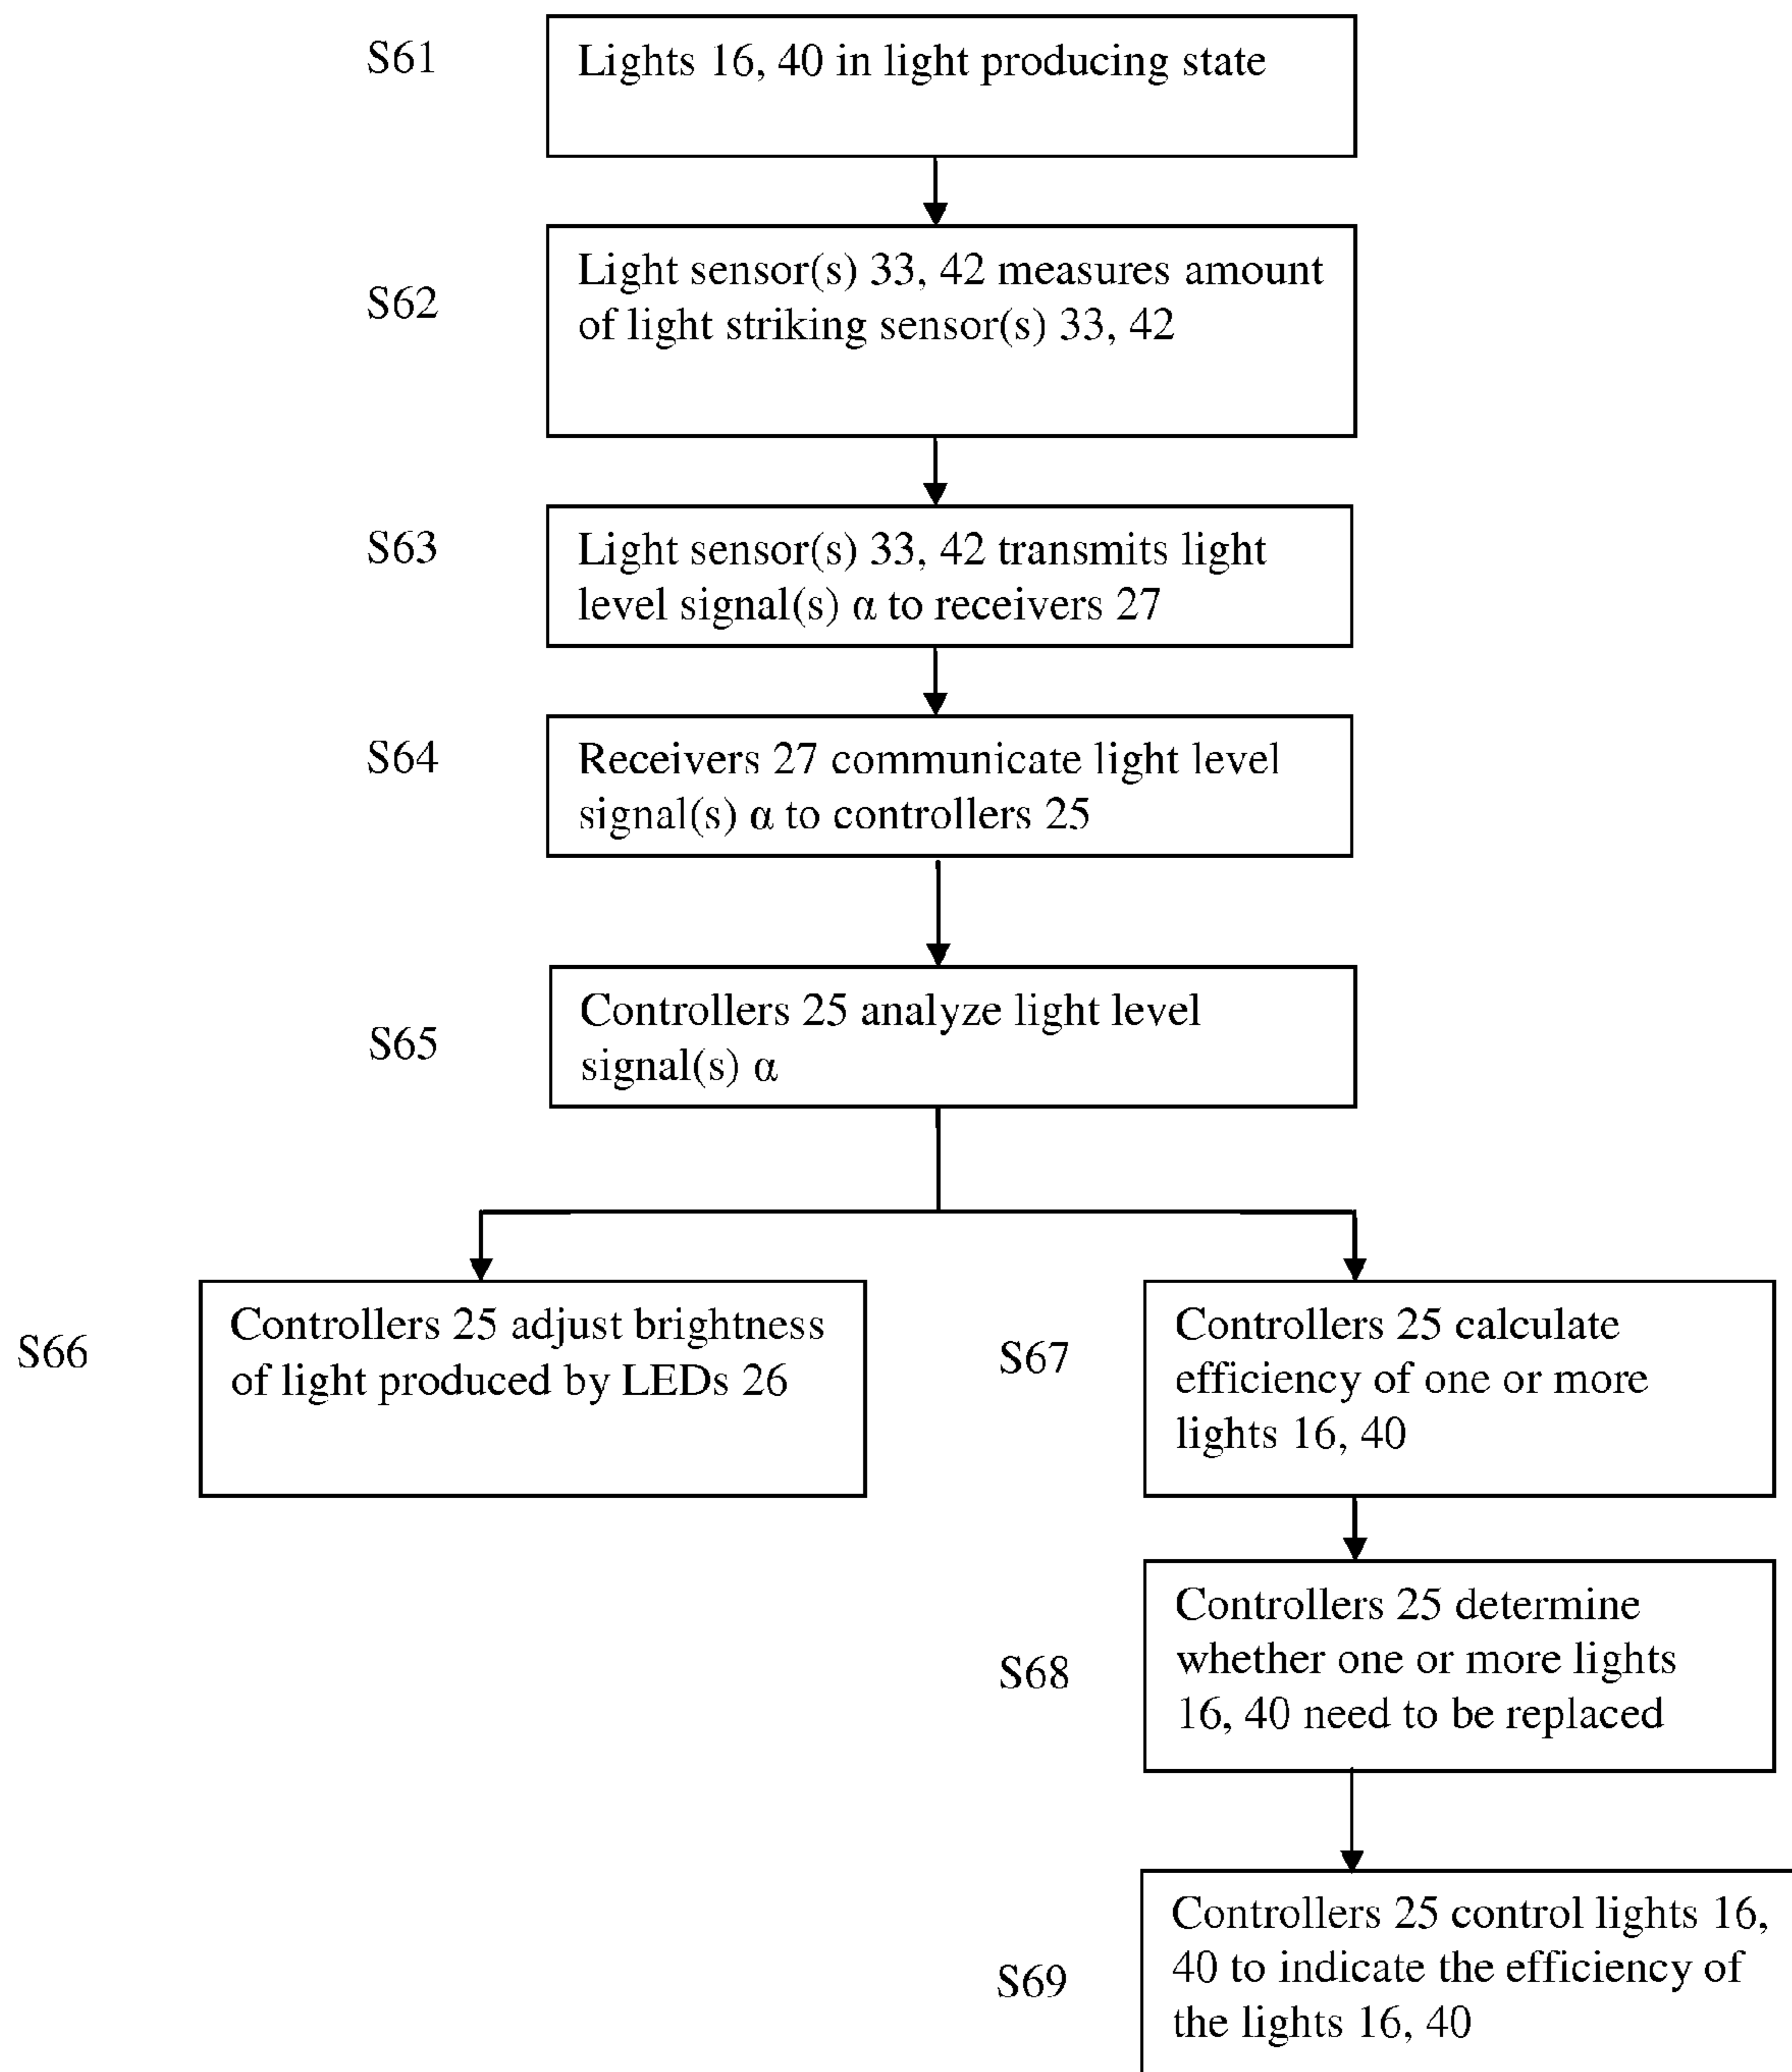 S61
Lights 16, 40 in light producing state
S62
Light sensor(s) 33, 42 measures amount
of light striking sensor(s) 33, 42
S63
Light sensor(s) 33, 42 transmits light
level signal(s) α to receivers 27
S64
Receivers 27 communicate light level
signal(s) α to controllers 25
S65
Controllers 25 analyze light level
signal(s) α
S66
Controllers 25 adjust brightness
of light produced by LEDs 26
S67
Controllers 25 calculate
efficiency of one or more
lights 16, 40
S68
Controllers 25 determine
whether one or more lights
16, 40 need to be replaced
S69
Controllers 25 control lights 16,
40 to indicate the efficiency of
the lights 16, 40